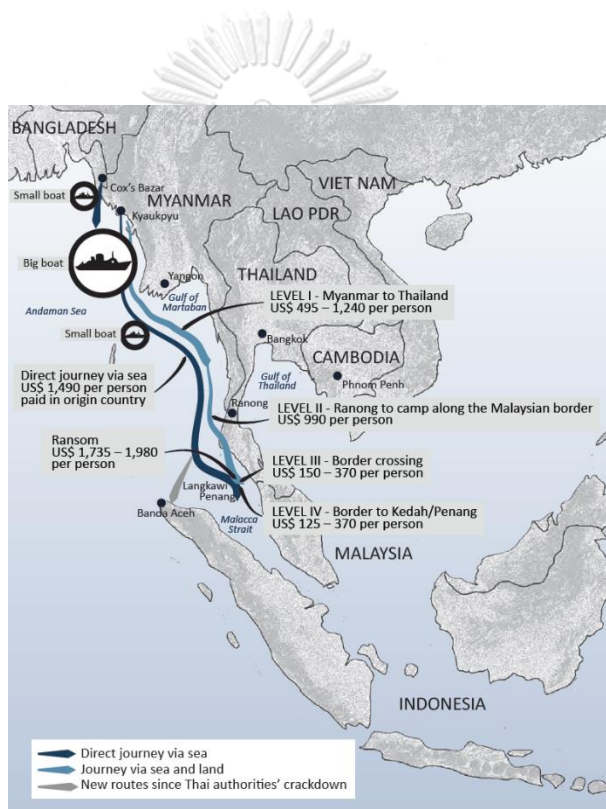 BANGLADESH
Cox's Bazar
Small boat
MYANMAR
Kyaukpyu
VIET NAM
LAO PDR
Big boat
Yangon
THAILAND
Gulf of
Martaban
LEVEL I - Myanmar to Thailand
US$ 495 – 1,240 per person
Andaman Sea
Small boat
Bangkok
CAMBODIA
Direct journey via sea
US$ 1,490 per person
paid in origin country
Gulf of
Thailand
Phnom Penh
Ranong
LEVEL II - Ranong to camp along the Malaysian border
US$ 990 per person
Ransom
US$ 1,735 – 1,980
per person
LEVEL III - Border crossing
US$ 150 – 370 per person
Langkawi
Penang
Banda Aceh
Malacca
Strait
LEVEL IV - Border to Kedah/Penang
US$ 125 – 370 per person
MALAYSIA
INDONESIA
Direct journey via sea
Journey via sea and land
New routes since Thai authorities' crackdown